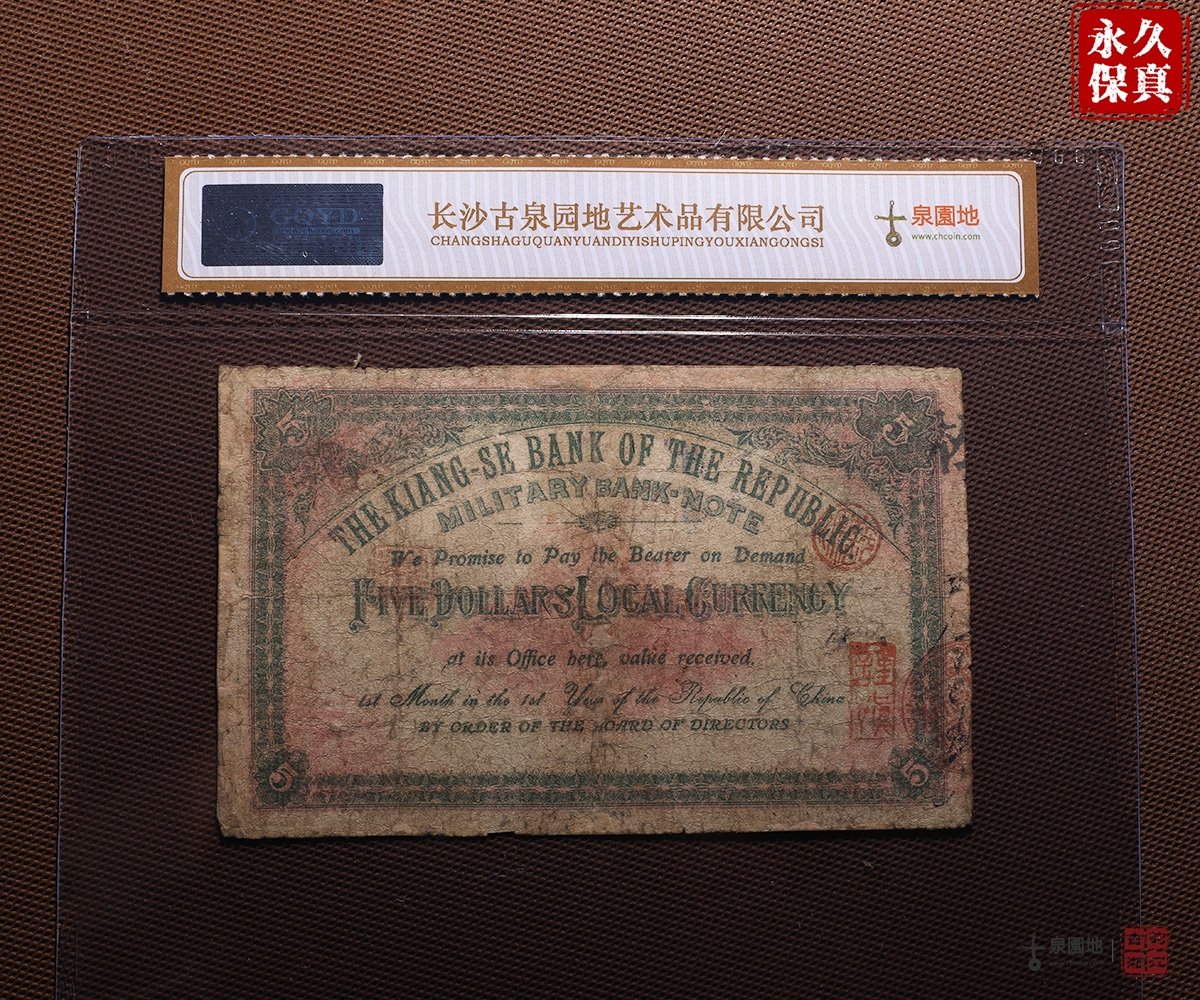 永久
保真
GQYD
长沙古泉园地艺术品有限公司
CHANGSHAGUQUANYUANDIYISHUPINGYOUXIANGONGSI
泉園地
www.chcoin.com
5 5
THE KIANG-SE BANK OF THE REPUBLIC.
MILITARY BANK-NOTE
We Promise to Pay the Bearer on Demand
FIVE DOLLARS LOCAL CURRENCY
at its Office here, value received,
1st Month in the 1st Year of the Republic of China
BY ORDER OF THE BOARD OF DIRECTORS
5 5
泉園地